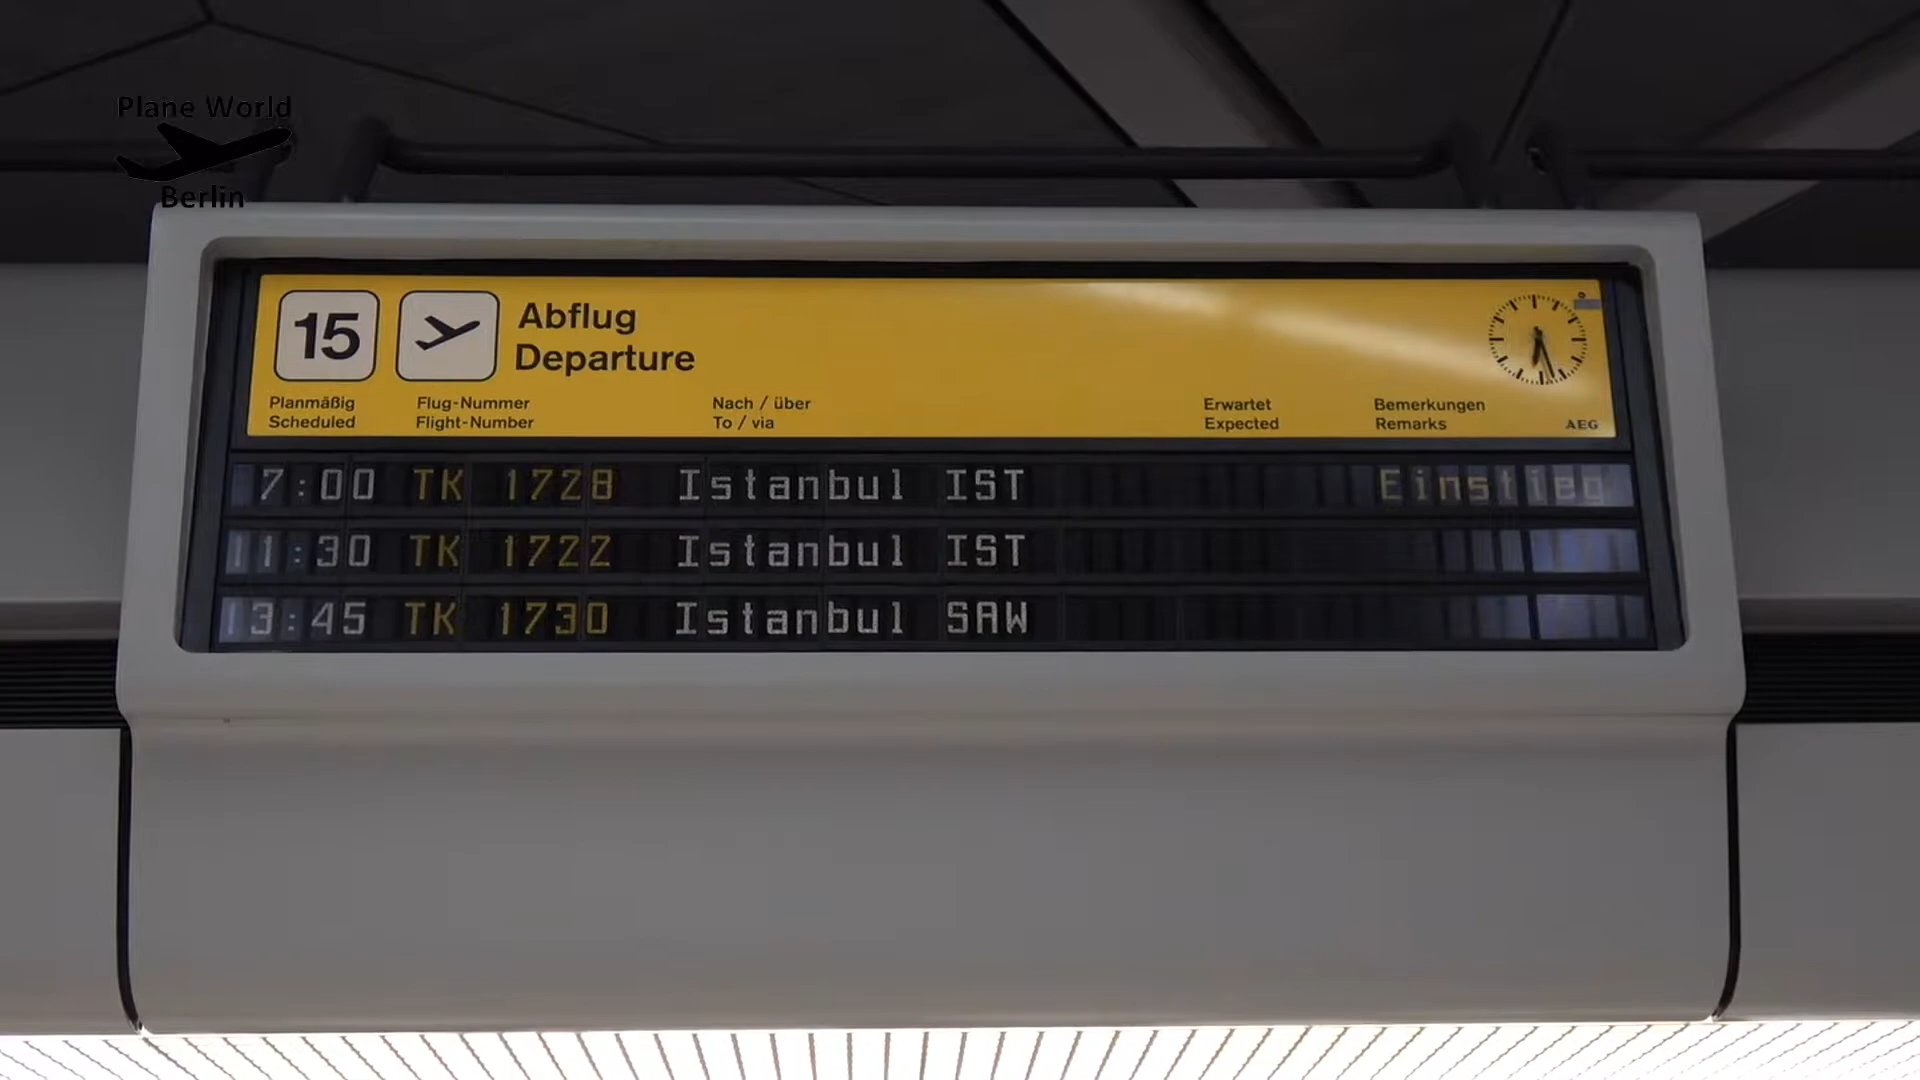 Plane World
Berlin
15 Abflug
Departure
Planmäßig Flug-Nummer Nach / über Erwartet Bemerkungen
Scheduled Flight-Number To / via Expected Remarks AEG
7:00 TK 1728 Istanbul IST Einstieg
11:30 TK 1722 Istanbul IST
13:45 TK 1730 Istanbul SAW